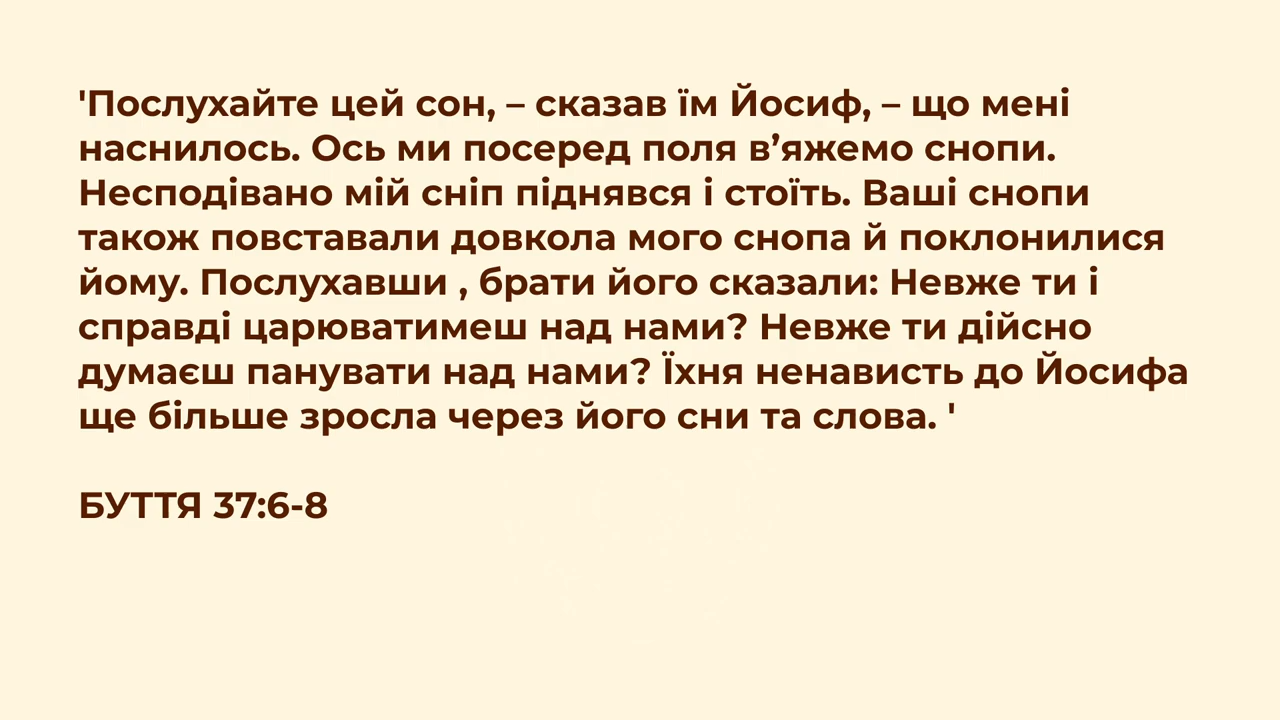 'Послухайте цей сон, – сказав їм Йосиф, – що мені
наснилось. Ось ми посеред поля в’яжемо снопи.
Несподівано мій сніп піднявся і стоїть. Ваші снопи
також повставали довкола мого снопа й поклонилися
йому. Послухавши , брати його сказали: Невже ти і
справді царюватимеш над нами? Невже ти дійсно
думаєш панувати над нами? Їхня ненависть до Йосифа
ще більше зросла через його сни та слова. '
БУТТЯ 37:6-8